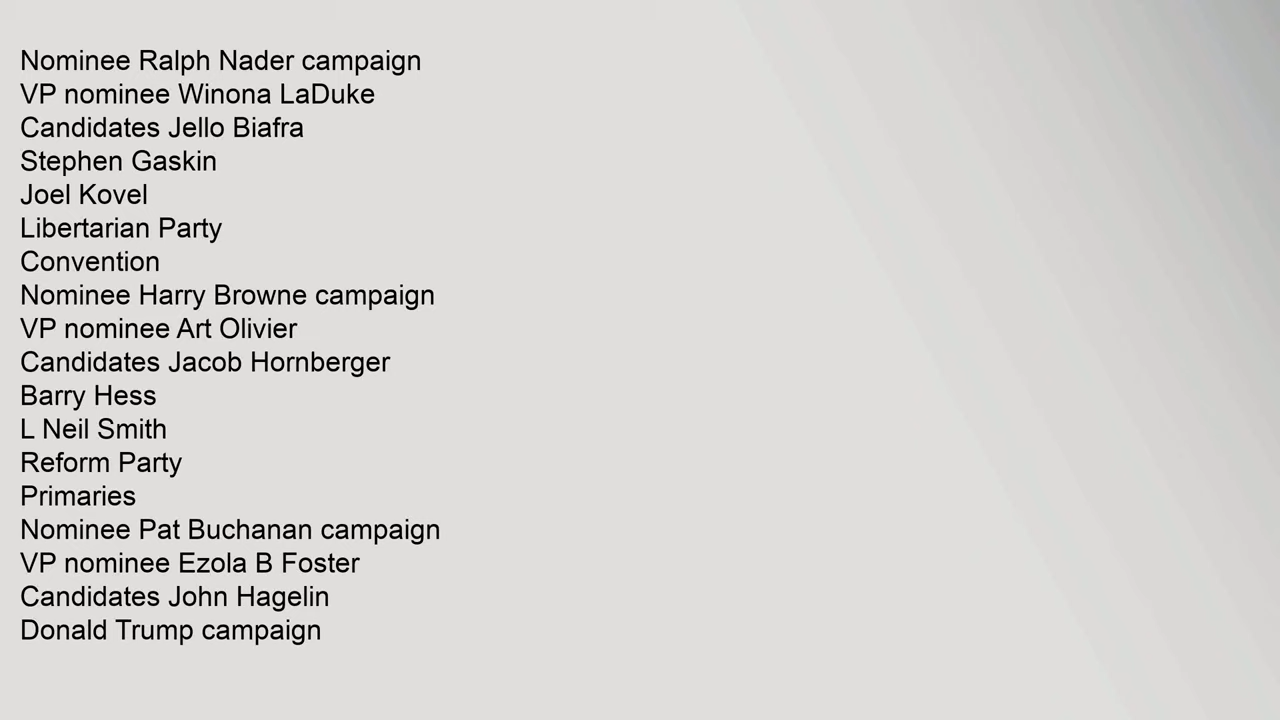 Nominee Ralph Nader campaign
VP nominee Winona LaDuke
Candidates Jello Biafra
Stephen Gaskin
Joel Kovel
Libertarian Party
Convention
Nominee Harry Browne campaign
VP nominee Art Olivier
Candidates Jacob Hornberger
Barry Hess
L Neil Smith
Reform Party
Primaries
Nominee Pat Buchanan campaign
VP nominee Ezola B Foster
Candidates John Hagelin
Donald Trump campaign